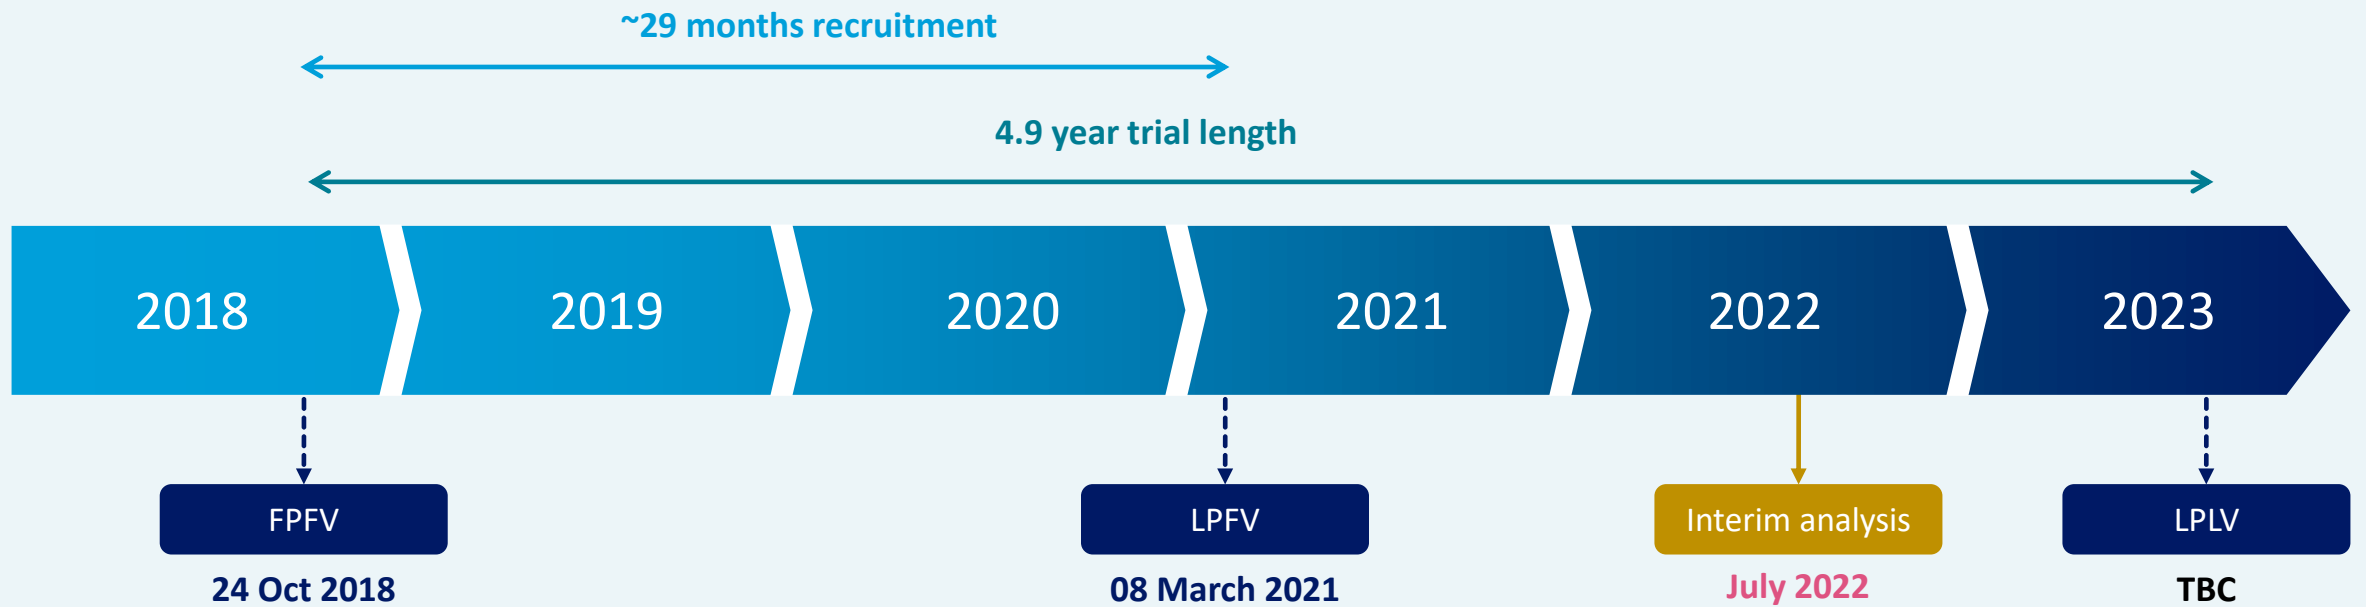 ~29 months recruitment
4.9 year trial length
2018
2019
2020
2021
2022
2023
FPFV
LPFV
Interim analysis
LPLV
24 Oct 2018
08 March 2021
July 2022
TBC